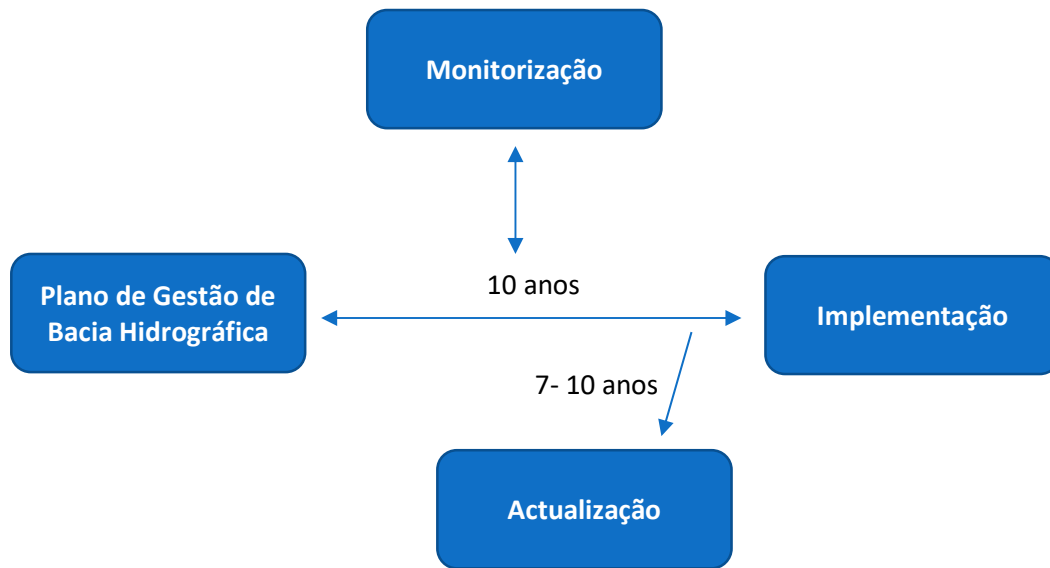 Monitorização
10 anos
Plano de Gestão de
Bacia Hidrográfica
Implementação
7- 10 anos
Actualização